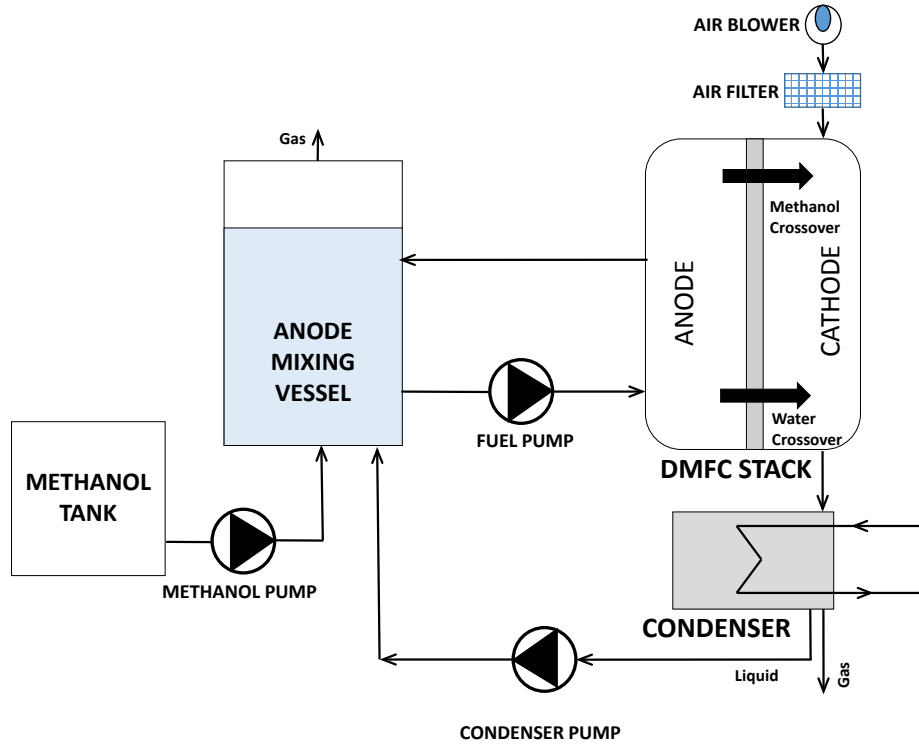 AIR BLOWER
AIR FILTER
Gas
Methanol
Crossover
ANODE
CATHODE
ANODE
MIXING
VESSEL
Water
Crossover
FUEL PUMP
DMFC STACK
METHANOL
TANK
METHANOL PUMP
CONDENSER
Liquid
Gas
CONDENSER PUMP